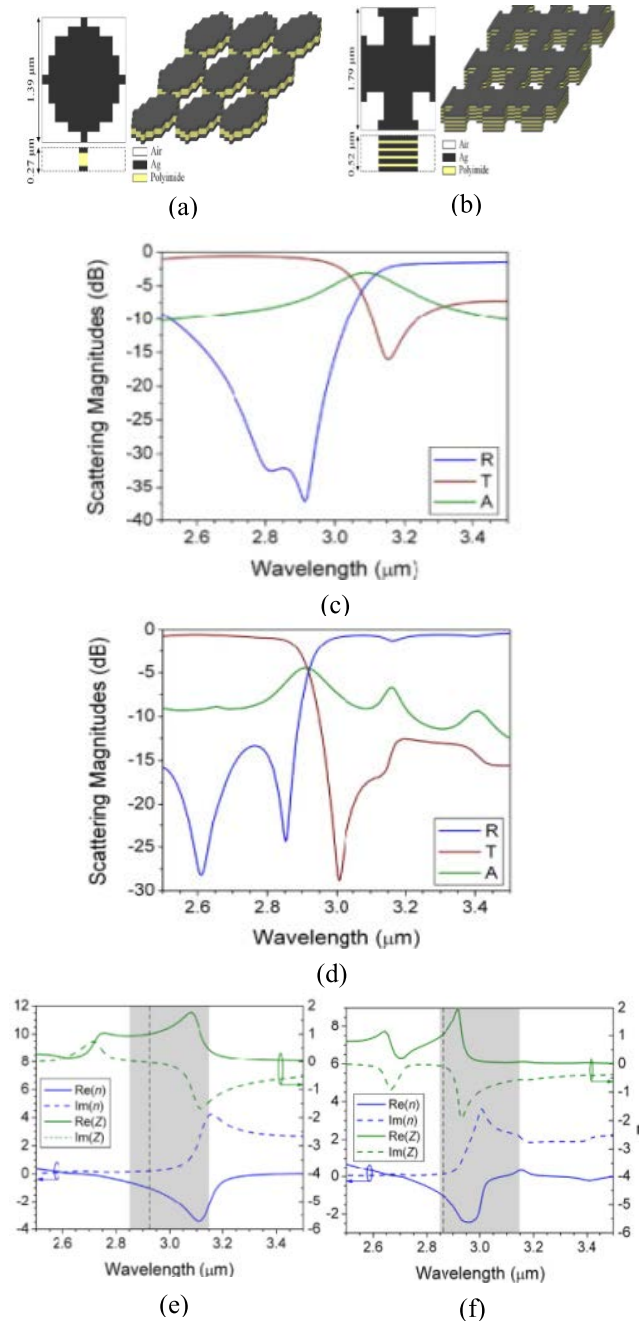 1.39 μm
0.27 μm
Air
Ag
Polyimide
(a)
1.79 μm
0.52 μm
Air
Ag
Polyimide
(b)
Scattering Magnitudes (dB)
0
-5
-10
-15
-20
-25
-30
-35
-40
R
T
A
2.6 2.8 3.0 3.2 3.4
Wavelength (μm)
(c)
Scattering Magnitudes (dB)
0
-5
-10
-15
-20
-25
-30
R
T
A
2.6 2.8 3.0 3.2 3.4
Wavelength (μm)
(d)
12
10
8
6
4
2
0
-2
-4
Re(n)
Im(n)
Re(Z)
Im(Z)
2
1
0
-1
-2
-3
-4
-5
-6
2.6 2.8 3.0 3.2 3.4
Wavelength (μm)
(e)
8
6
4
2
0
-2
Re(n)
Im(n)
Re(Z)
Im(Z)
2
1
0
-1
-2
-3
-4
-5
-6
2.6 2.8 3.0 3.2 3.4
Wavelength (μm)
(f)